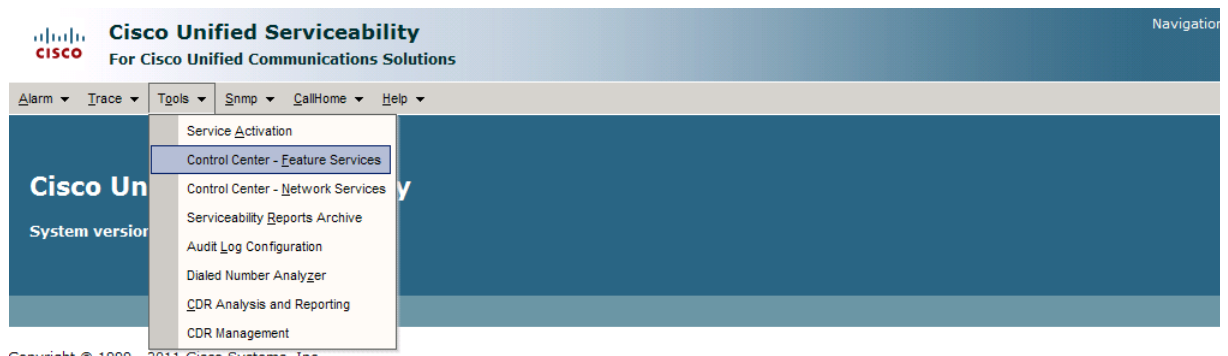 Cisco Unified Serviceability
Navigation
CISCO
For Cisco Unified Communications Solutions
Alarm Trace Tools Snmp CallHome Help
Service Activation
Control Center - Feature Services
Control Center - Network Services
Serviceability Reports Archive
Audit Log Configuration
Dialed Number Analyzer
CDR Analysis and Reporting
CDR Management
Cisco Un y
System version
2011 Cisco Systems, Inc